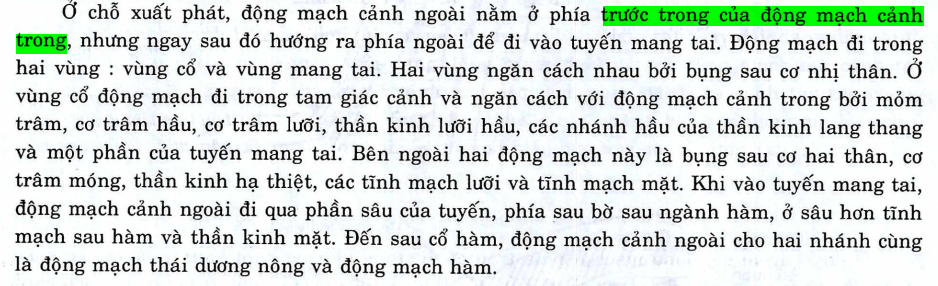 Ở chỗ xuất phát, động mạch cảnh ngoài nằm ở phía trước trong của động mạch cảnh
trong, nhưng ngay sau đó hướng ra phía ngoài để đi vào tuyến mang tai. Động mạch đi trong
hai vùng : vùng cổ và vùng mang tai. Hai vùng ngăn cách nhau bởi bụng sau cơ nhị thân. Ở
vùng cổ động mạch đi trong tam giác cảnh và ngăn cách với động mạch cảnh trong bởi mỏm
trâm, cơ trâm hầu, cơ trâm lưỡi, thần kinh lưỡi hầu, các nhánh hầu của thần kinh lang thang
và một phần của tuyến mang tai. Bên ngoài hai động mạch này là bụng sau cơ hai thân, cơ
trâm móng, thần kinh hạ thiệt, các tĩnh mạch lưỡi và tĩnh mạch mặt. Khi vào tuyến mang tai,
động mạch cảnh ngoài đi qua phần sâu của tuyến, phía sau bờ sau ngành hàm, ở sâu hơn tĩnh
mạch sau hàm và thần kinh mặt. Đến sau cổ hàm, động mạch cảnh ngoài cho hai nhánh cùng
là động mạch thái dương nông và động mạch hàm.